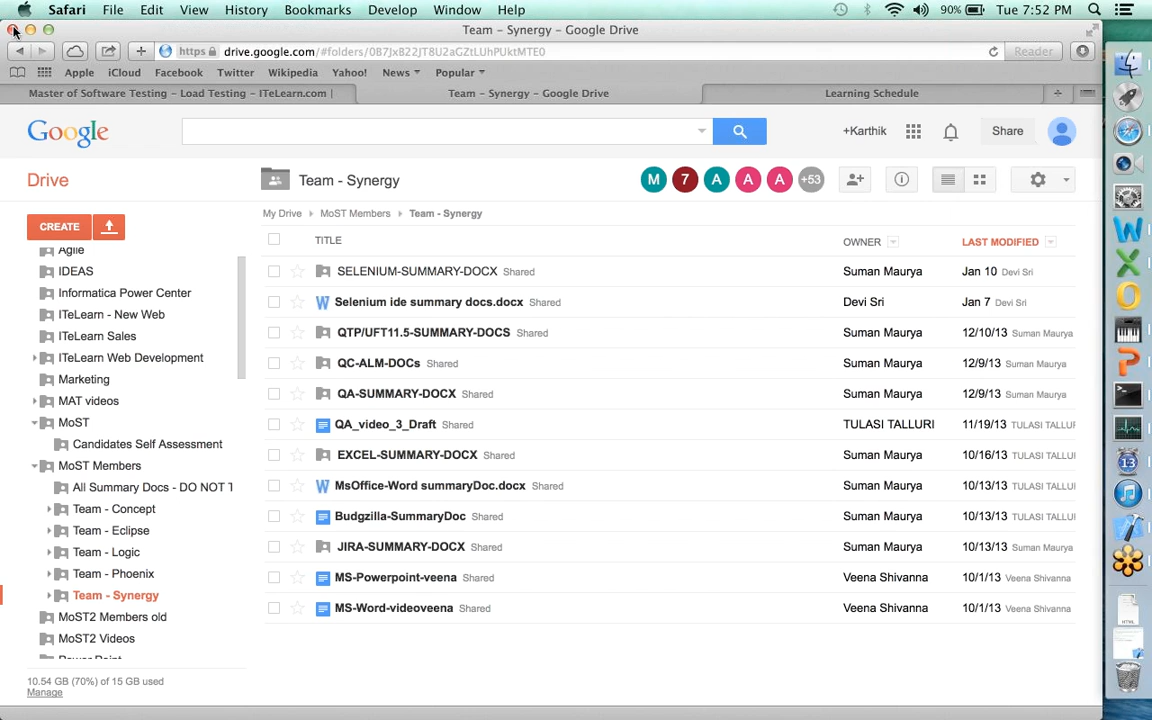 Safari File Edit View History Bookmarks Develop Window Help 90% Tue 7:52 PM
Team – Synergy – Google Drive
https drive.google.com/#folders/0B7JxB22JT8U2aGZtLUhPUktMTE0 Reader
Apple iCloud Facebook Twitter Wikipedia Yahoo! News Popular
Master of Software Testing – Load Testing – ITeLearn.com | Team – Synergy – Google Drive Learning Schedule
Google +Karthik Share
Drive Team - Synergy M 7 A A A +53
CREATE My Drive MoST Members Team - Synergy
TITLE OWNER LAST MODIFIED
Agile
IDEAS
Informatica Power Center
ITeLearn - New Web
ITeLearn Sales
ITeLearn Web Development
Marketing
MAT videos
MoST
Candidates Self Assessment
MoST Members
All Summary Docs - DO NOT T
Team - Concept
Team - Eclipse
Team - Logic
Team - Phoenix
Team - Synergy
MoST2 Members old
MoST2 Videos
PowerPoint
10.54 GB (70%) of 15 GB used
Manage
SELENIUM-SUMMARY-DOCX Shared Suman Maurya Jan 10 Devi Sri
W Selenium ide summary docs.docx Shared Devi Sri Jan 7 Devi Sri
QTP/UFT11.5-SUMMARY-DOCS Shared Suman Maurya 12/10/13 Suman Maurya
QC-ALM-DOCs Shared Suman Maurya 12/9/13 Suman Maurya
QA-SUMMARY-DOCX Shared Suman Maurya 12/9/13 Suman Maurya
QA_video_3_Draft Shared TULASI TALLURI 11/19/13 TULASI TALLUR
EXCEL-SUMMARY-DOCX Shared Suman Maurya 10/16/13 Suman Maurya
W MsOffice-Word summaryDoc.docx Shared Suman Maurya 10/13/13 TULASI TALLUR
Budgzilla-SummaryDoc Shared Suman Maurya 10/13/13 TULASI TALLUR
JIRA-SUMMARY-DOCX Shared Suman Maurya 10/13/13 Suman Maurya
MS-Powerpoint-veena Shared Veena Shivanna 10/1/13 Veena Shivanna
MS-Word-videoveena Shared Veena Shivanna 10/1/13 Veena Shivanna
13
HTML